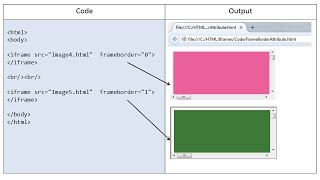 Code
Output
<html>
<body>
<iframe src="Image4.html" frameborder="0">
</iframe>
<br/><br/>
<iframe src="Image5.html" frameborder="1">
</iframe>
</body>
</html>
file:///C:/HTML...Attribute.html
file:///C:/HTML/Iframes/Code/FrameBorderAttribute.html